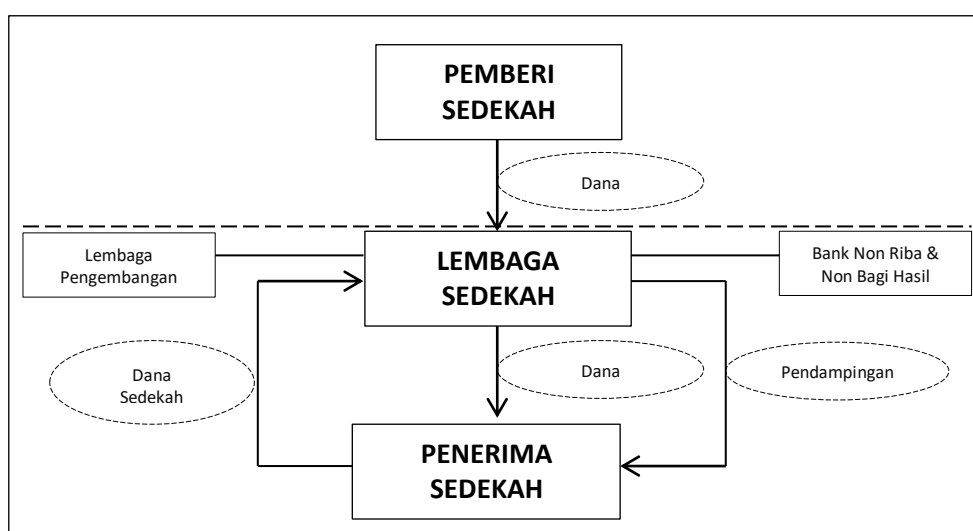 PEMBERI
SEDEKAH
Dana
Lembaga
Pengembangan
LEMBAGA
SEDEKAH
Bank Non Riba &
Non Bagi Hasil
Dana
Sedekah
Dana
Pendampingan
PENERIMA
SEDEKAH